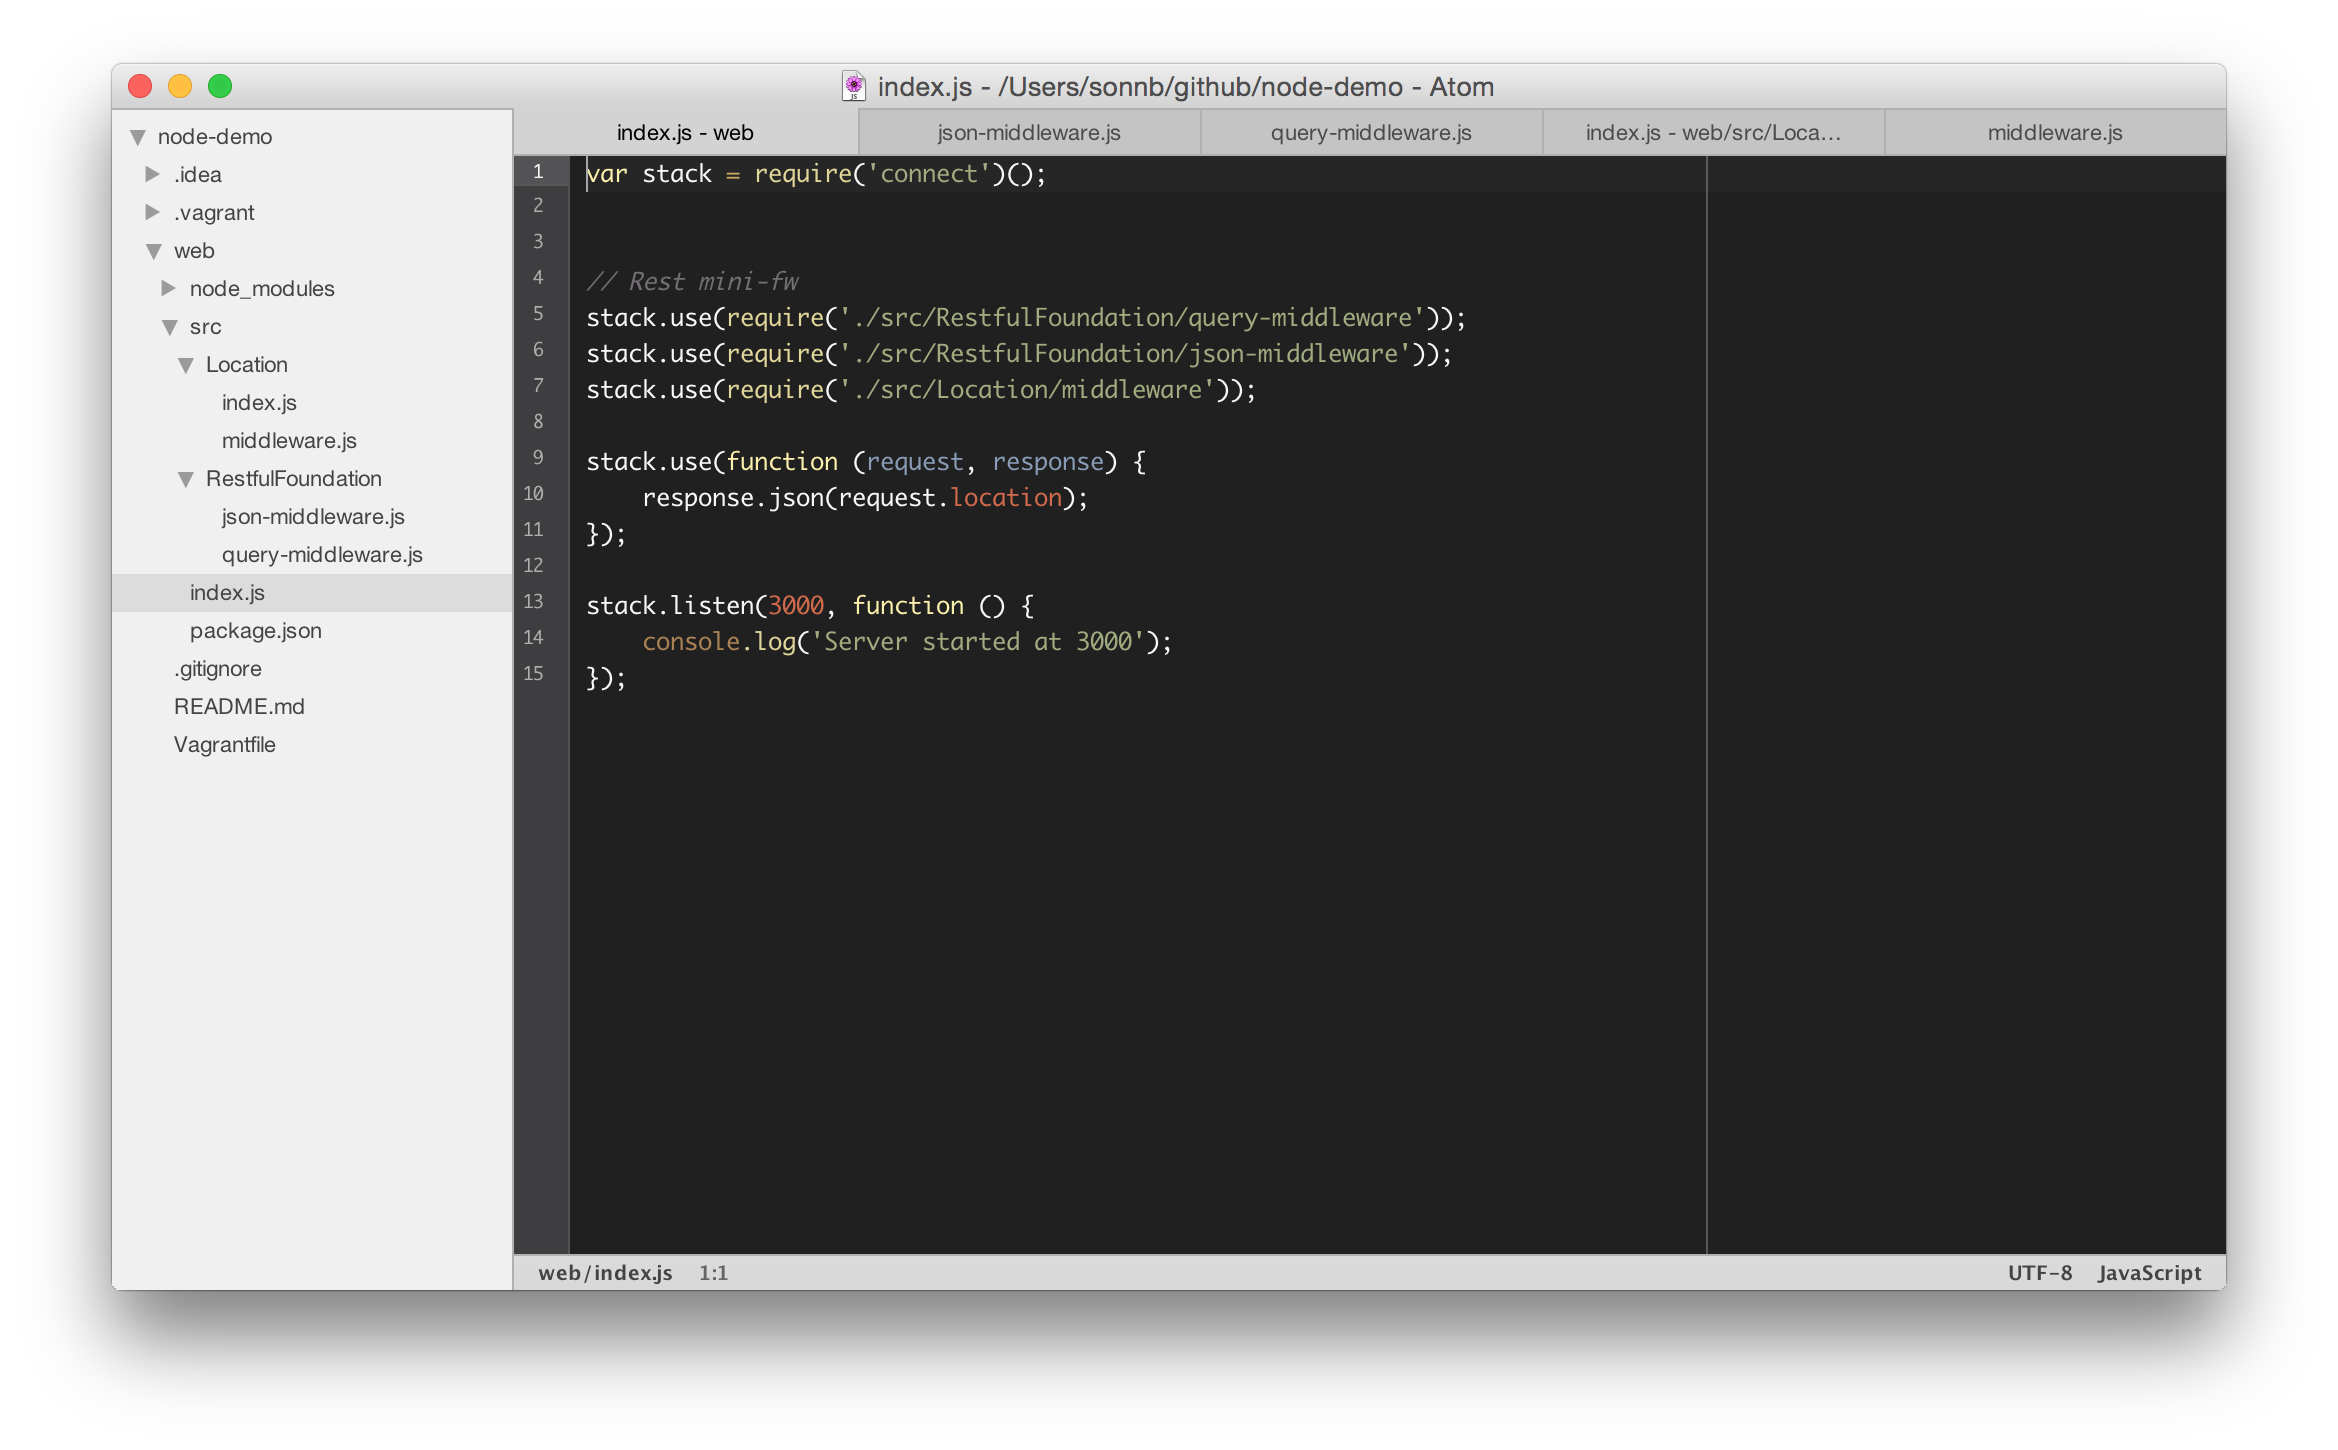 index.js - /Users/sonnb/github/node-demo - Atom
node-demo
.idea
.vagrant
web
node_modules
src
Location
index.js
middleware.js
RestfulFoundation
json-middleware.js
query-middleware.js
index.js
package.json
.gitignore
README.md
Vagrantfile
index.js - web json-middleware.js query-middleware.js index.js - web/src/Loca… middleware.js
1 var stack = require('connect')();
2
3
4 // Rest mini-fw
5 stack.use(require('./src/RestfulFoundation/query-middleware'));
6 stack.use(require('./src/RestfulFoundation/json-middleware'));
7 stack.use(require('./src/Location/middleware'));
8
9 stack.use(function (request, response) {
10     response.json(request.location);
11 });
12
13 stack.listen(3000, function () {
14     console.log('Server started at 3000');
15 });
web/index.js 1:1 UTF-8 JavaScript